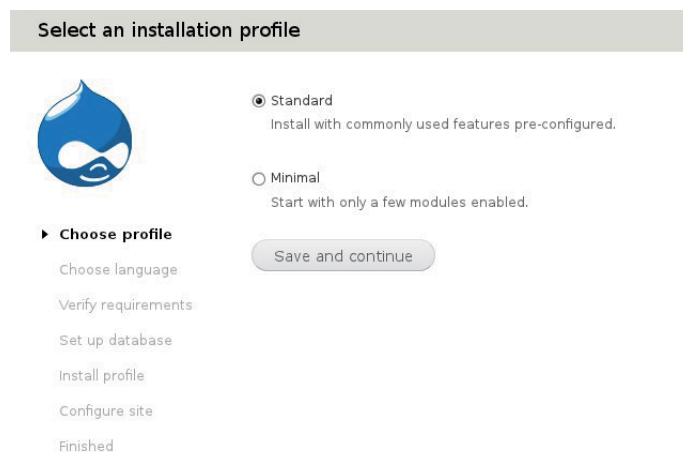 Select an installation profile
Standard
Install with commonly used features pre-configured.
Minimal
Start with only a few modules enabled.
Save and continue
Choose profile
Choose language
Verify requirements
Set up database
Install profile
Configure site
Finished